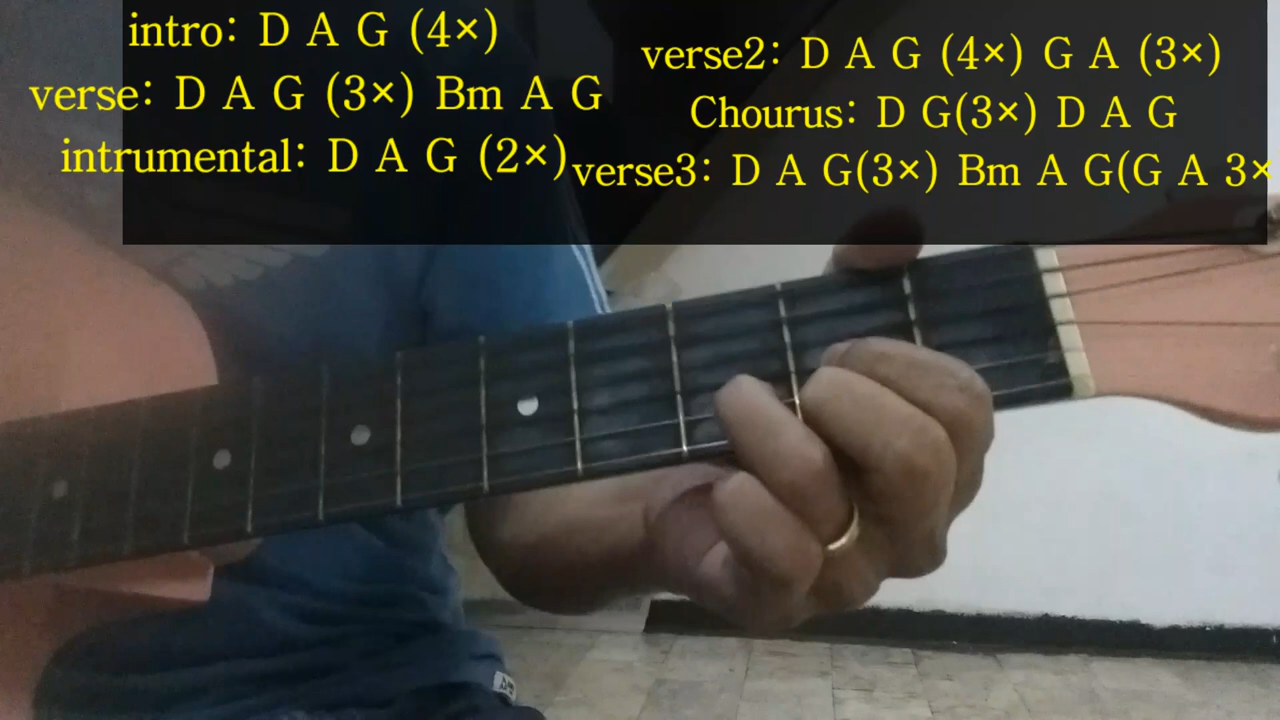 intro: D A G (4×)
verse: D A G (3×) Bm A G
intrumental: D A G (2×)
verse2: D A G (4×) G A (3×)
Chourus: D G(3×) D A G
verse3: D A G(3×) Bm A G(G A 3×